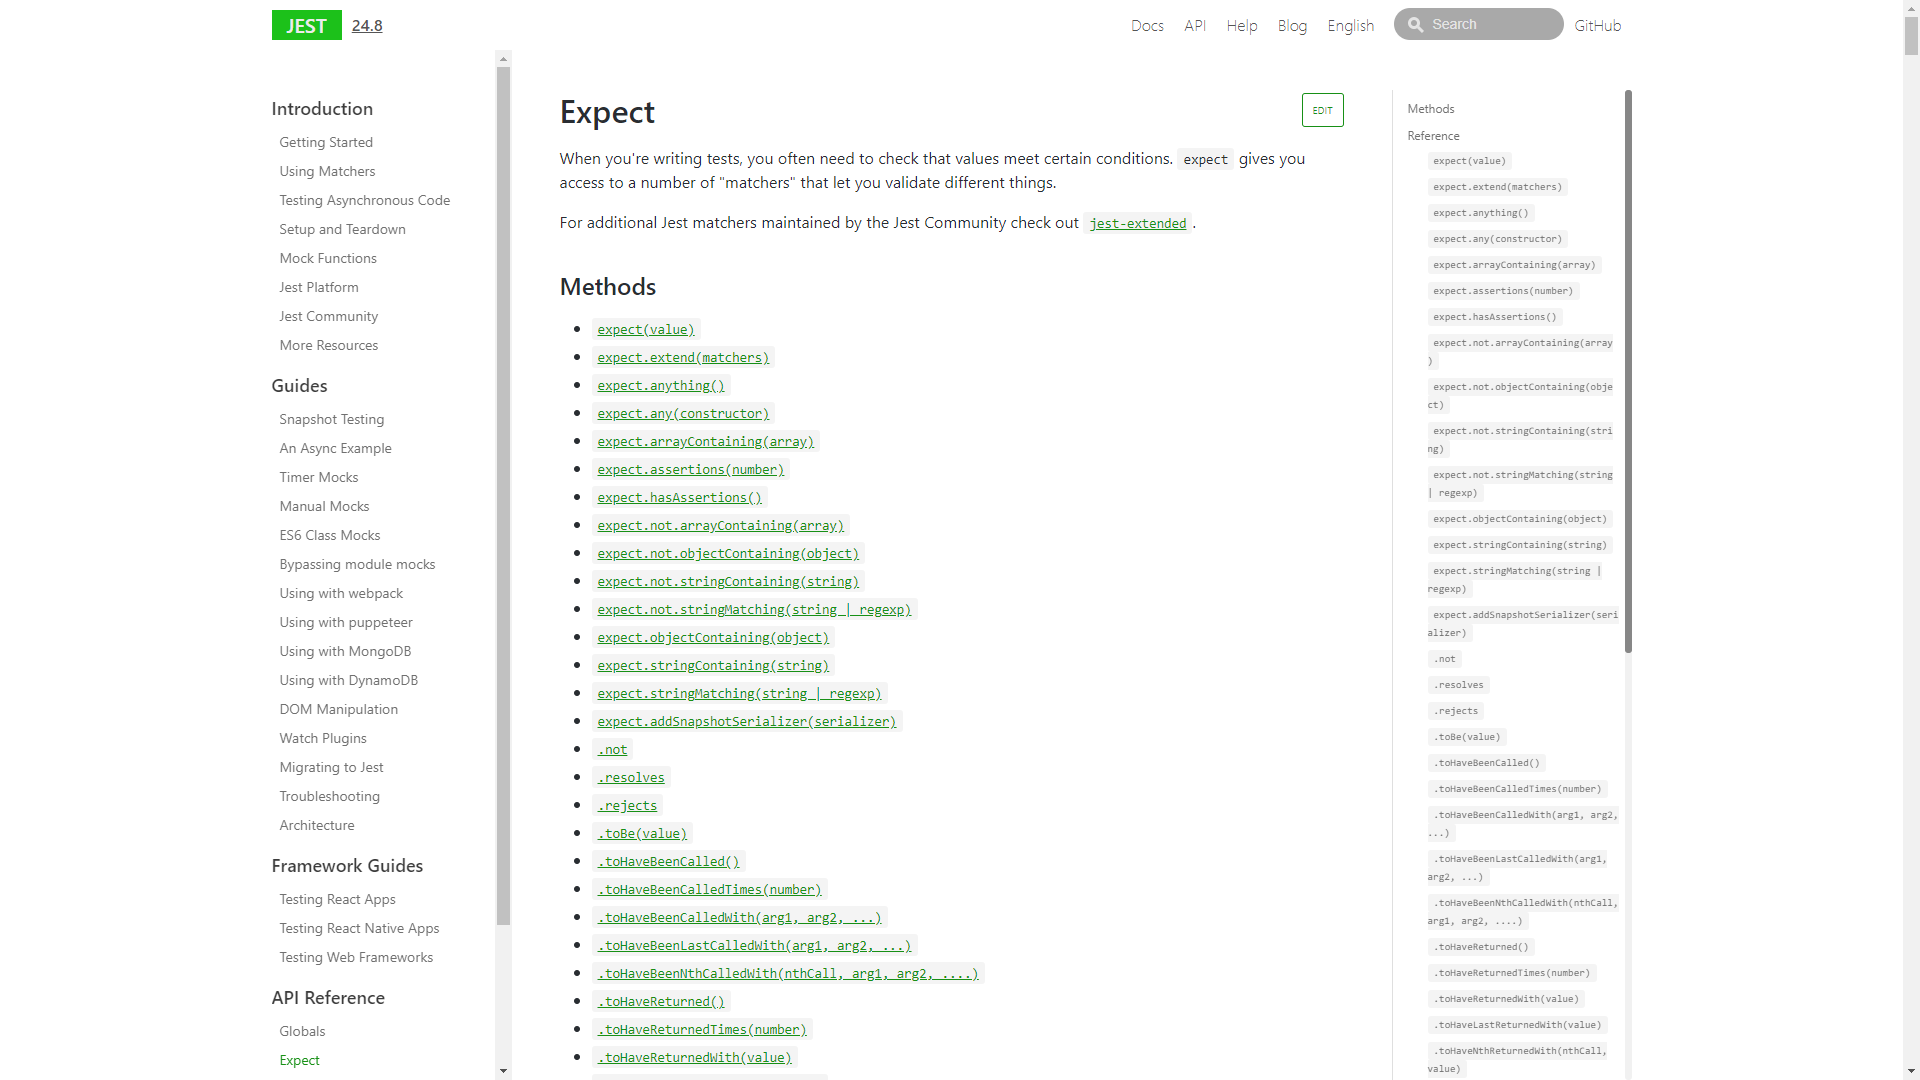 JEST 24.8
Docs API Help Blog English Search GitHub
Introduction
Getting Started
Using Matchers
Testing Asynchronous Code
Setup and Teardown
Mock Functions
Jest Platform
Jest Community
More Resources
Guides
Snapshot Testing
An Async Example
Timer Mocks
Manual Mocks
ES6 Class Mocks
Bypassing module mocks
Using with webpack
Using with puppeteer
Using with MongoDB
Using with DynamoDB
DOM Manipulation
Watch Plugins
Migrating to Jest
Troubleshooting
Architecture
Framework Guides
Testing React Apps
Testing React Native Apps
Testing Web Frameworks
API Reference
Globals
Expect
Expect
EDIT
When you're writing tests, you often need to check that values meet certain conditions. expect gives you
access to a number of "matchers" that let you validate different things.
For additional Jest matchers maintained by the Jest Community check out jest-extended.
Methods
expect(value)
expect.extend(matchers)
expect.anything()
expect.any(constructor)
expect.arrayContaining(array)
expect.assertions(number)
expect.hasAssertions()
expect.not.arrayContaining(array)
expect.not.objectContaining(object)
expect.not.stringContaining(string)
expect.not.stringMatching(string | regexp)
expect.objectContaining(object)
expect.stringContaining(string)
expect.stringMatching(string | regexp)
expect.addSnapshotSerializer(serializer)
.not
.resolves
.rejects
.toBe(value)
.toHaveBeenCalled()
.toHaveBeenCalledTimes(number)
.toHaveBeenCalledWith(arg1, arg2, ...)
.toHaveBeenLastCalledWith(arg1, arg2, ...)
.toHaveBeenNthCalledWith(nthCall, arg1, arg2, ....)
.toHaveReturned()
.toHaveReturnedTimes(number)
.toHaveReturnedWith(value)
Methods
Reference
expect(value)
expect.extend(matchers)
expect.anything()
expect.any(constructor)
expect.arrayContaining(array)
expect.assertions(number)
expect.hasAssertions()
expect.not.arrayContaining(array
)
expect.not.objectContaining(obje
ct)
expect.not.stringContaining(stri
ng)
expect.not.stringMatching(string
| regexp)
expect.objectContaining(object)
expect.stringContaining(string)
expect.stringMatching(string |
regexp)
expect.addSnapshotSerializer(seri
alizer)
.not
.resolves
.rejects
.toBe(value)
.toHaveBeenCalled()
.toHaveBeenCalledTimes(number)
.toHaveBeenCalledWith(arg1, arg2,
...)
.toHaveBeenLastCalledWith(arg1,
arg2, ...)
.toHaveBeenNthCalledWith(nthCall,
arg1, arg2, ....)
.toHaveReturned()
.toHaveReturnedTimes(number)
.toHaveReturnedWith(value)
.toHaveLastReturnedWith(value)
.toHaveNthReturnedWith(nthCall,
value)